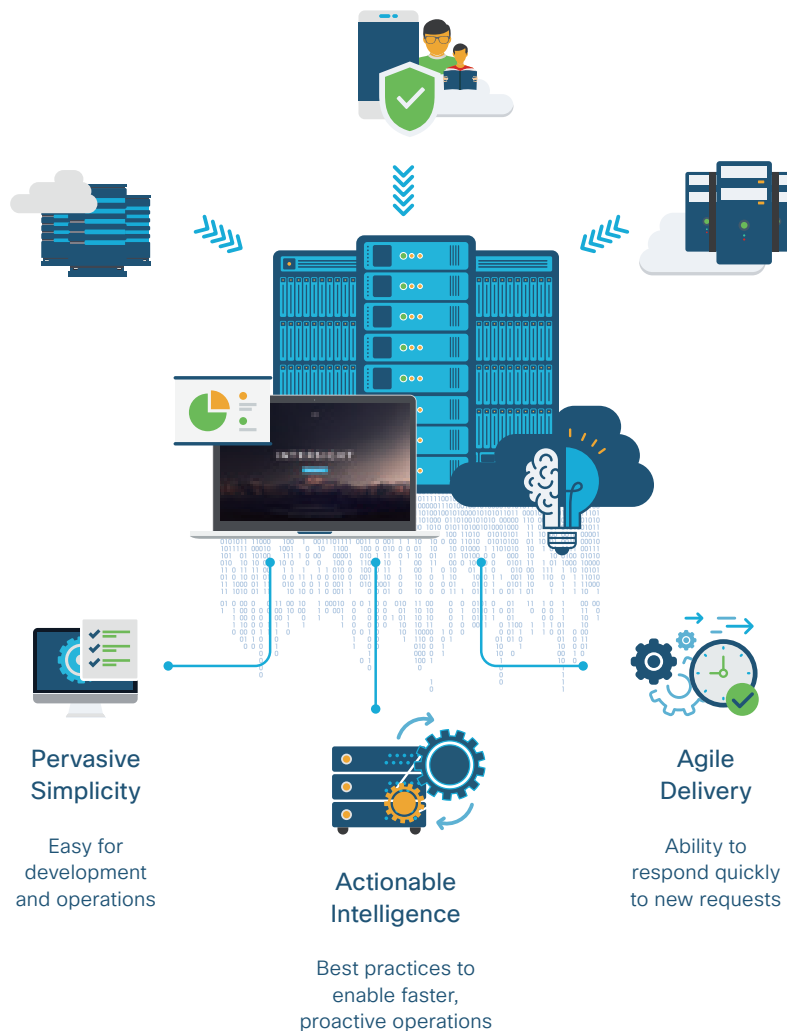 Pervasive
Simplicity
Easy for
development
and operations
Actionable
Intelligence
Best practices to
enable faster,
proactive operations
Agile
Delivery
Ability to
respond quickly
to new requests